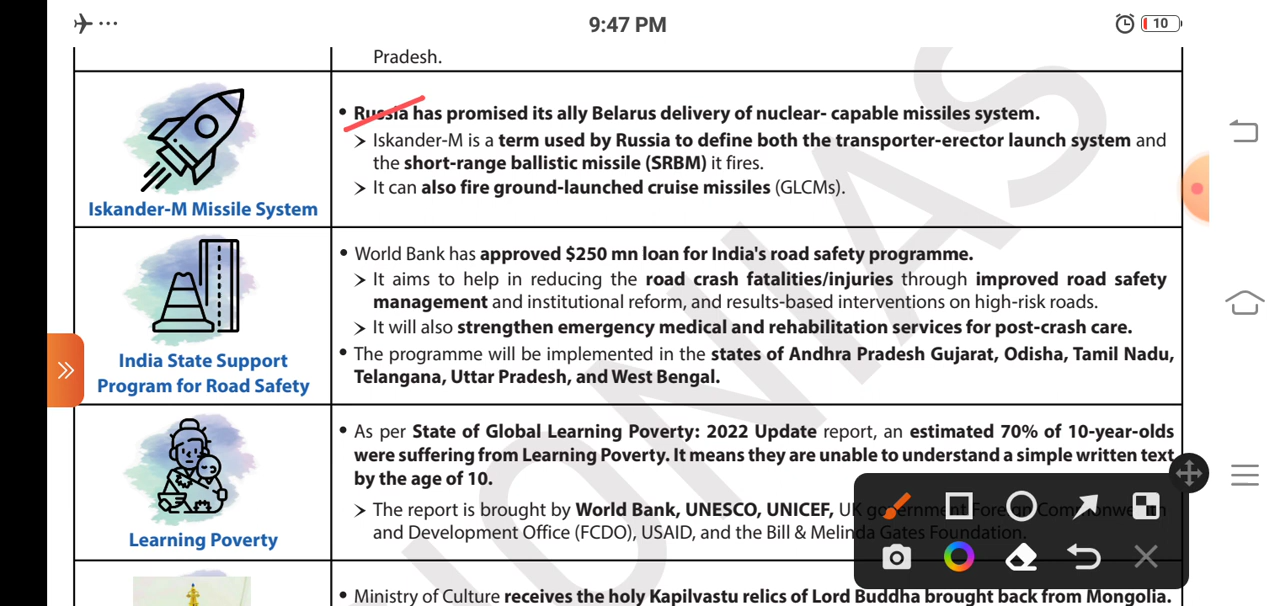 9:47 PM
10
Pradesh.
• Russia has promised its ally Belarus delivery of nuclear- capable missiles system.
➤ Iskander-M is a term used by Russia to define both the transporter-erector launch system and
the short-range ballistic missile (SRBM) it fires.
➤ It can also fire ground-launched cruise missiles (GLCMs).
Iskander-M Missile System
• World Bank has approved $250 mn loan for India's road safety programme.
➤ It aims to help in reducing the road crash fatalities/injuries through improved road safety
management and institutional reform, and results-based interventions on high-risk roads.
➤ It will also strengthen emergency medical and rehabilitation services for post-crash care.
• The programme will be implemented in the states of Andhra Pradesh Gujarat, Odisha, Tamil Nadu,
Telangana, Uttar Pradesh, and West Bengal.
India State Support
Program for Road Safety
• As per State of Global Learning Poverty: 2022 Update report, an estimated 70% of 10-year-olds
were suffering from Learning Poverty. It means they are unable to understand a simple written text
by the age of 10.
➤ The report is brought by World Bank, UNESCO, UNICEF, UK government Foreign Commonwealth
and Development Office (FCDO), USAID, and the Bill & Melinda Gates Foundation.
Learning Poverty
• Ministry of Culture receives the holy Kapilvastu relics of Lord Buddha brought back from Mongolia.
IONIAS